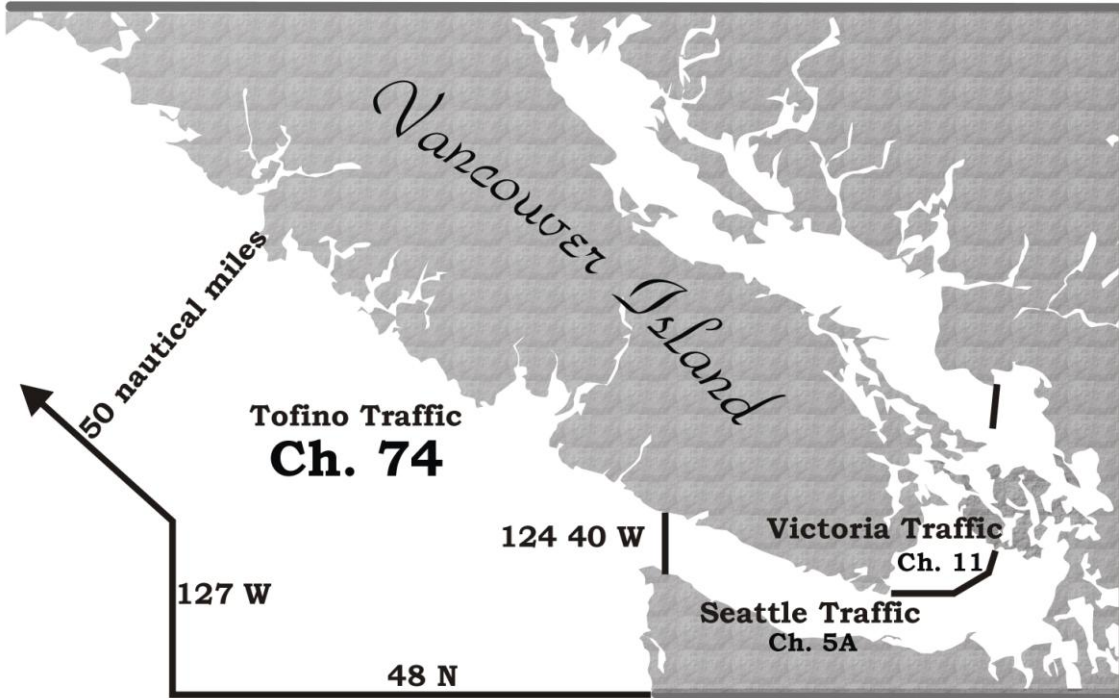 Vancouver Island
50 nautical miles
Tofino Traffic
Ch. 74
124 40 W
Victoria Traffic
Ch. 11
127 W
Seattle Traffic
Ch. 5A
48 N